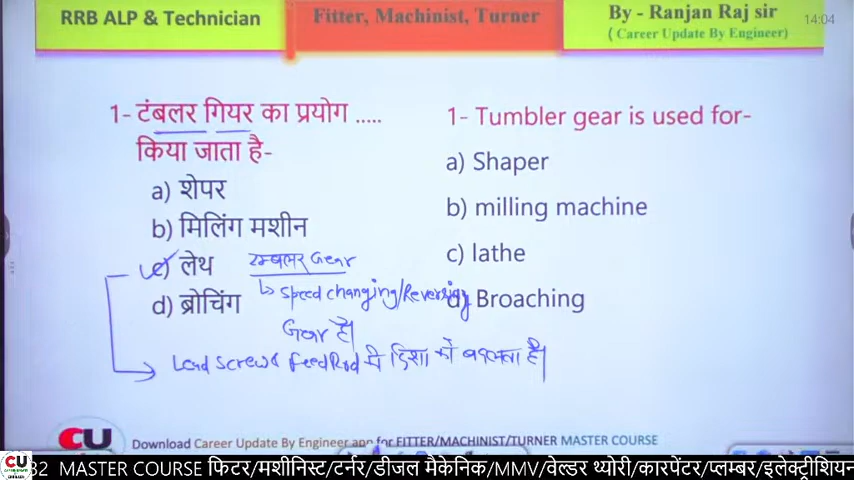 RRB ALP & Technician
Fitter, Machinist, Turner
By - Ranjan Raj sir
( Career Update By Engineer)
14:04
1- टंबलर गियर का प्रयोग .....
किया जाता है-
a) शेपर
b) मिलिंग मशीन
c) लेथ
d) ब्रोचिंग
1- Tumbler gear is used for-
a) Shaper
b) milling machine
c) lathe
d) Broaching
टम्बलर Gear
Speed changing/Reversing
Gear है।
Lead screw & feed Rod की दिशा को बदलता है।
CU
Download Career Update By Engineer app for FITTER/MACHINIST/TURNER MASTER COURSE
CU
32 MASTER COURSE फिटर/मशीनिस्ट/टर्नर/डीजल मैकेनिक/MMV/वेल्डर थ्योरी/कारपेंटर/प्लम्बर/इलेक्ट्रीशियन